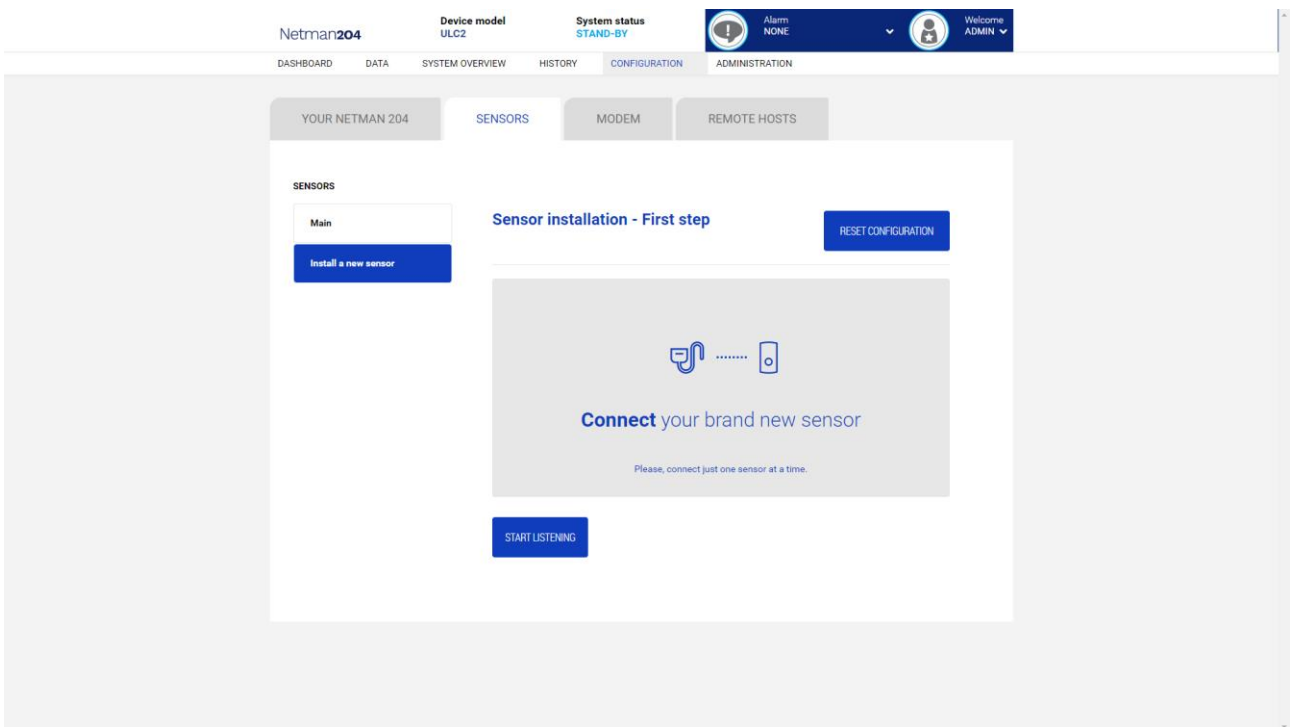 Netman204
Device model
ULC2
System status
STAND-BY
Alarm
NONE
Welcome
ADMIN
DASHBOARD DATA SYSTEM OVERVIEW HISTORY CONFIGURATION ADMINISTRATION
YOUR NETMAN 204 SENSORS MODEM REMOTE HOSTS
SENSORS
Main
Install a new sensor
Sensor installation - First step
RESET CONFIGURATION
Connect your brand new sensor
Please, connect just one sensor at a time.
START LISTENING